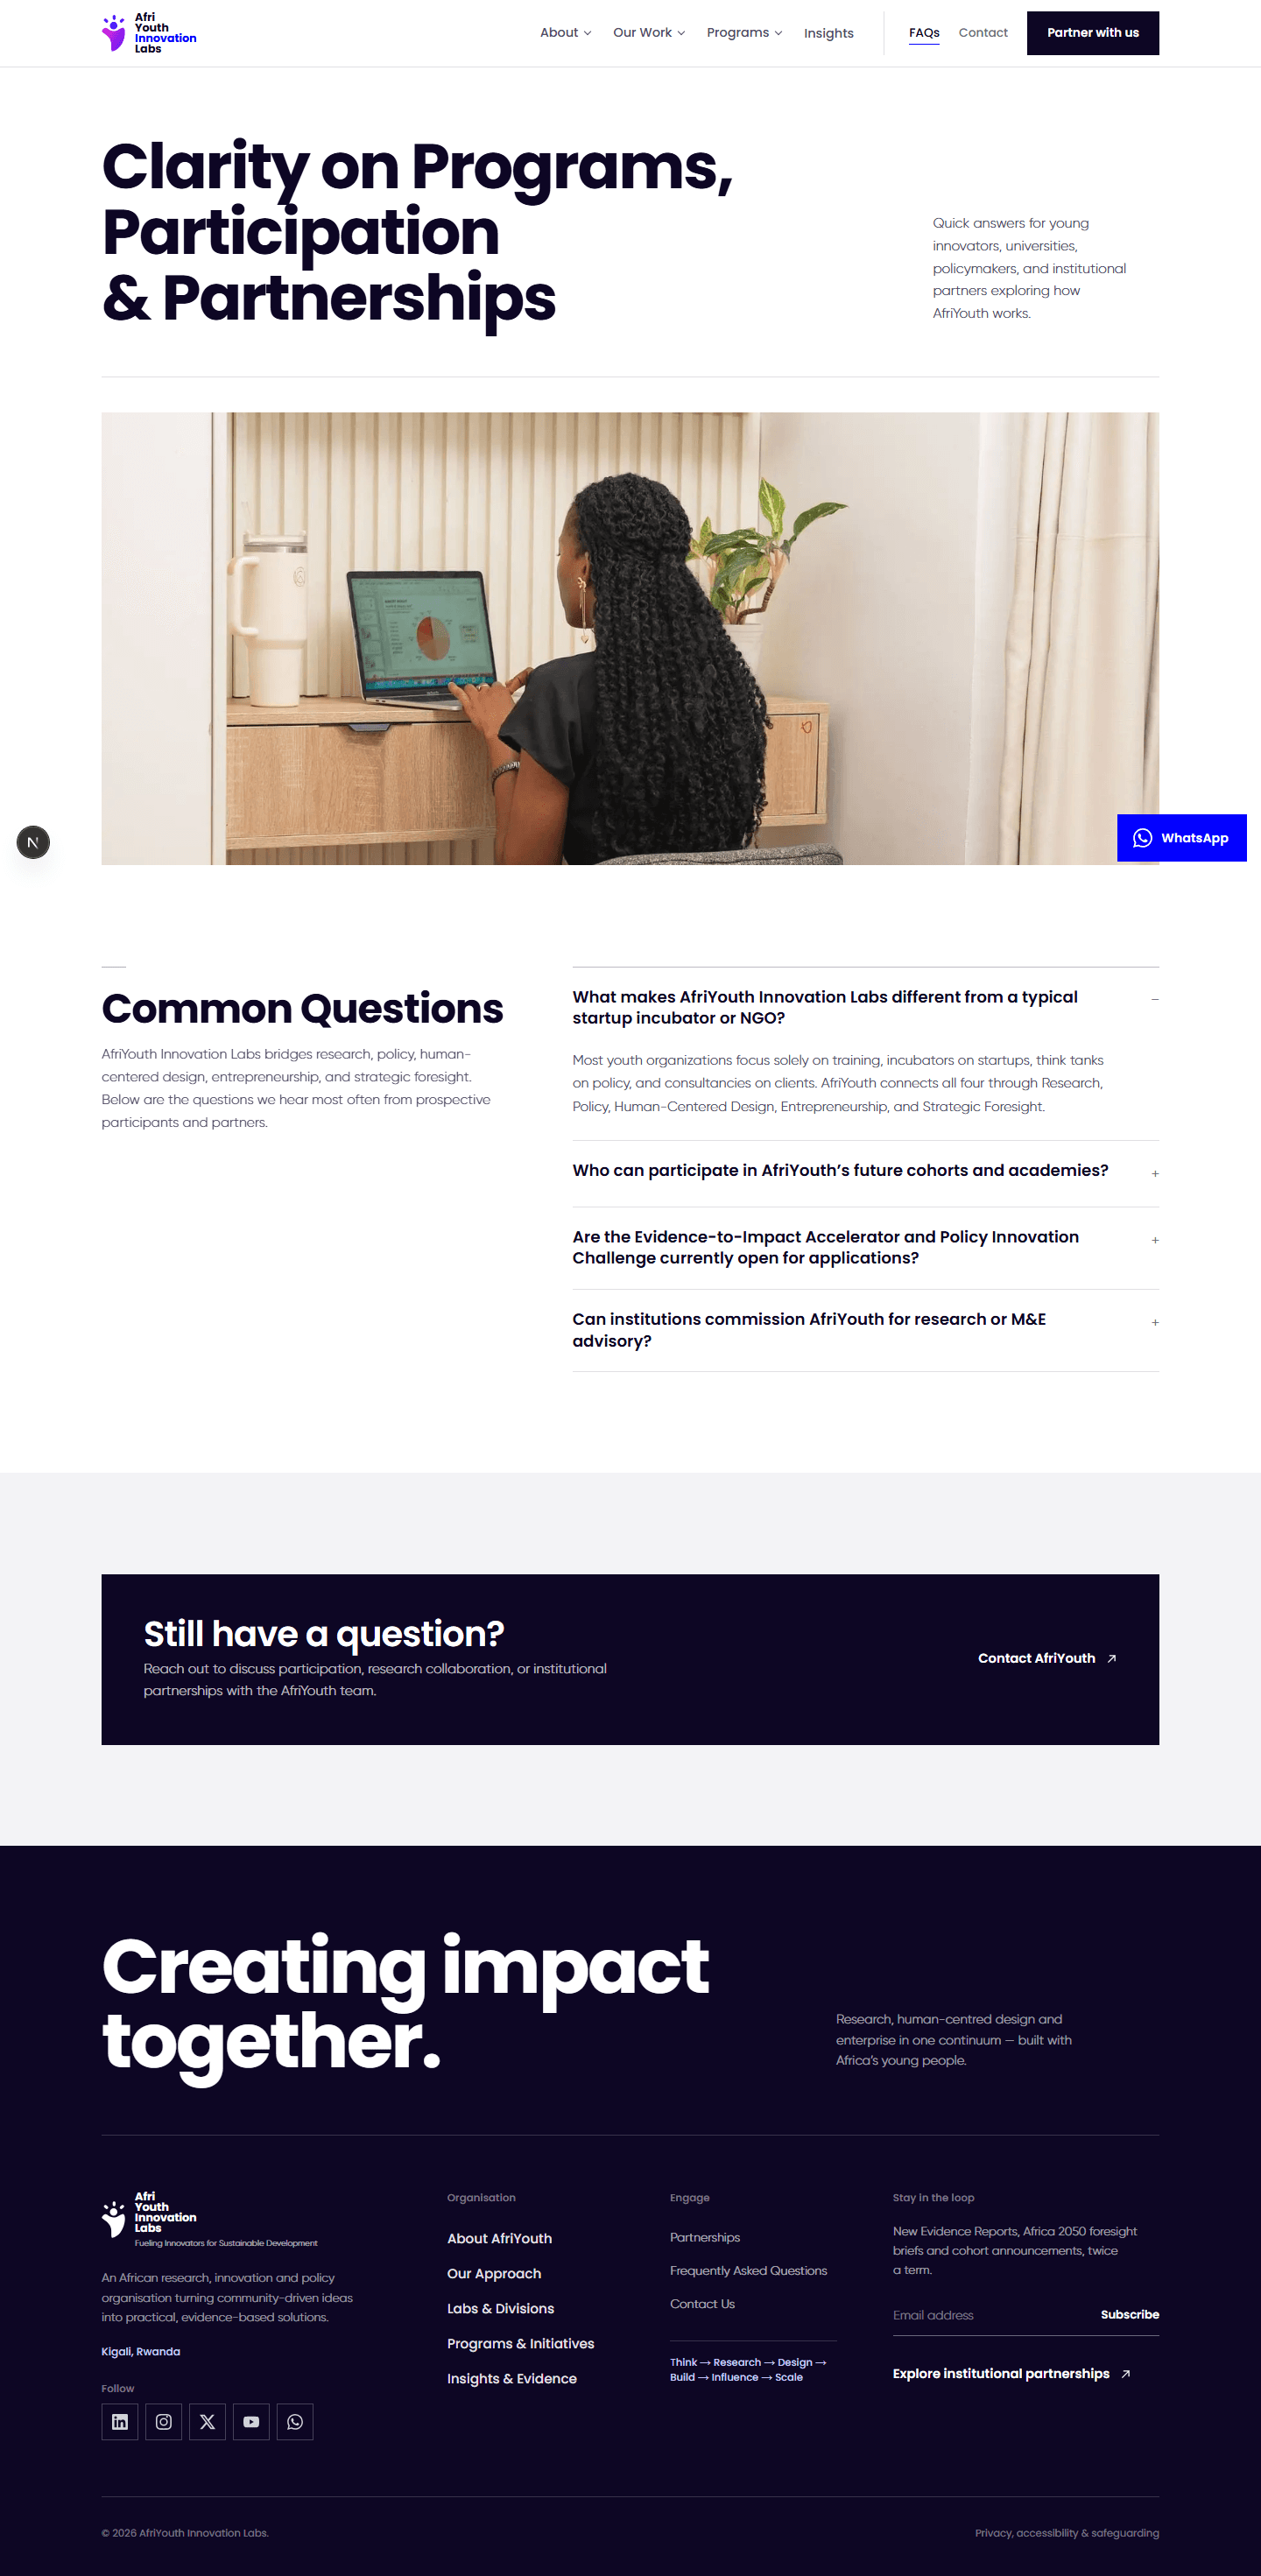 Afri
Youth
Innovation
Labs
About
Our Work
Programs
Insights
FAQs
Contact
Partner with us
Clarity on Programs,
Participation
& Partnerships
Quick answers for young
innovators, universities,
policymakers, and institutional
partners exploring how
AfriYouth works.
N
WhatsApp
Common Questions
AfriYouth Innovation Labs bridges research, policy, human-
centered design, entrepreneurship, and strategic foresight.
Below are the questions we hear most often from prospective
participants and partners.
What makes AfriYouth Innovation Labs different from a typical
startup incubator or NGO?
−
Most youth organizations focus solely on training, incubators on startups, think tanks
on policy, and consultancies on clients. AfriYouth connects all four through Research,
Policy, Human-Centered Design, Entrepreneurship, and Strategic Foresight.
Who can participate in AfriYouth’s future cohorts and academies?
+
Are the Evidence-to-Impact Accelerator and Policy Innovation
Challenge currently open for applications?
+
Can institutions commission AfriYouth for research or M&E
advisory?
+
Still have a question?
Reach out to discuss participation, research collaboration, or institutional
partnerships with the AfriYouth team.
Contact AfriYouth ↗
Creating impact
together.
Research, human-centred design and
enterprise in one continuum — built with
Africa’s young people.
Afri
Youth
Innovation
Labs
Fueling Innovators for Sustainable Development
An African research, innovation and policy
organisation turning community-driven ideas
into practical, evidence-based solutions.
Kigali, Rwanda
Follow
Organisation
About AfriYouth
Our Approach
Labs & Divisions
Programs & Initiatives
Insights & Evidence
Engage
Partnerships
Frequently Asked Questions
Contact Us
Think → Research → Design →
Build → Influence → Scale
Stay in the loop
New Evidence Reports, Africa 2050 foresight
briefs and cohort announcements, twice
a term.
Email address
Subscribe
Explore institutional partnerships ↗
© 2026 AfriYouth Innovation Labs.
Privacy, accessibility & safeguarding